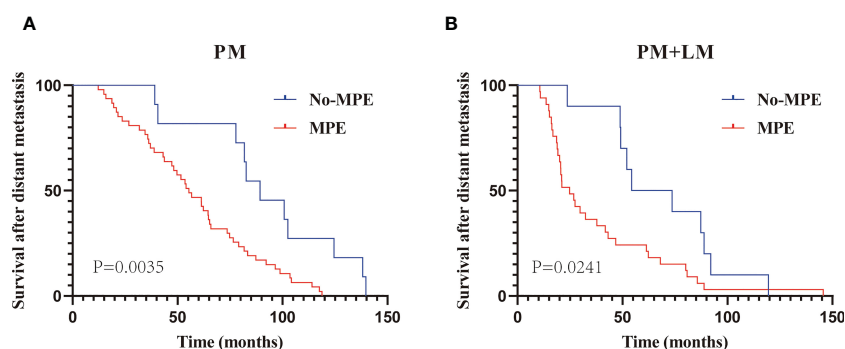 A
PM
Survival after distant metastasis
100
50
0
No-MPE
MPE
P=0.0035
0
50
100
150
Time (months)
B
PM+LM
Survival after distant metastasis
100
50
0
No-MPE
MPE
P=0.0241
0
50
100
150
Time (months)